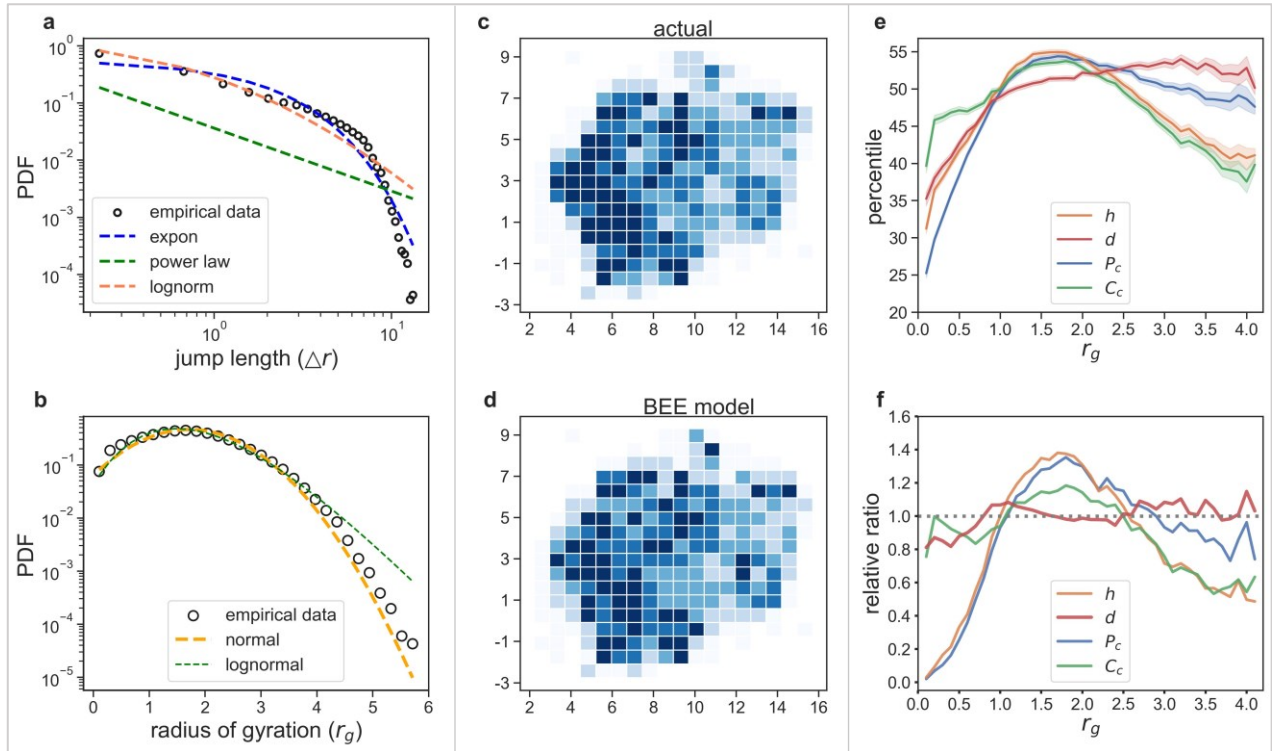 a
10^0
10^-1
10^-2
10^-3
10^-4
PDF
empirical data
expon
power law
lognorm
10^0
10^1
jump length (△r)
b
10^-1
10^-2
10^-3
10^-4
10^-5
PDF
empirical data
normal
lognormal
0 1 2 3 4 5 6
radius of gyration (r_g)
c
actual
9
7
5
3
1
-1
-3
2 4 6 8 10 12 14 16
d
BEE model
9
7
5
3
1
-1
-3
2 4 6 8 10 12 14 16
e
55
50
45
40
35
30
25
20
percentile
h
d
P_c
C_c
0.0 0.5 1.0 1.5 2.0 2.5 3.0 3.5 4.0
r_g
f
1.6
1.4
1.2
1.0
0.8
0.6
0.4
0.2
0.0
relative ratio
h
d
P_c
C_c
0.0 0.5 1.0 1.5 2.0 2.5 3.0 3.5 4.0
r_g